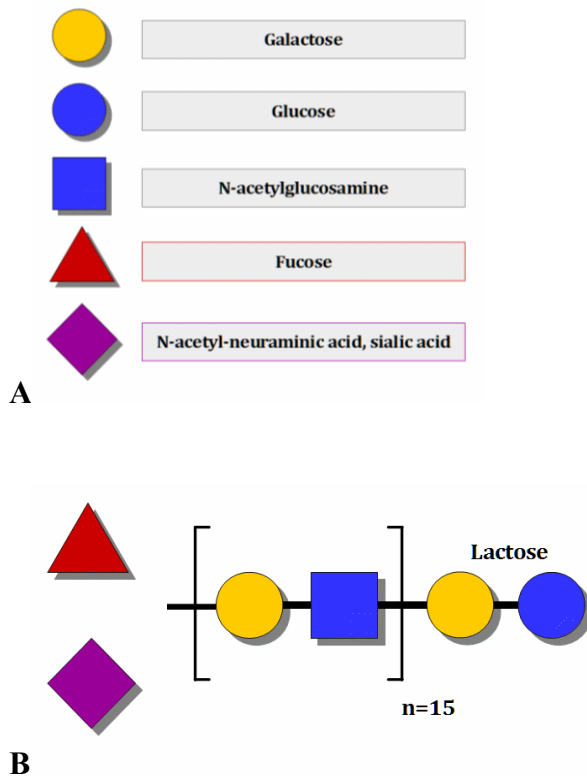 Galactose
Glucose
N-acetylglucosamine
Fucose
N-acetyl-neuraminic acid, sialic acid
A
Lactose
n=15
B